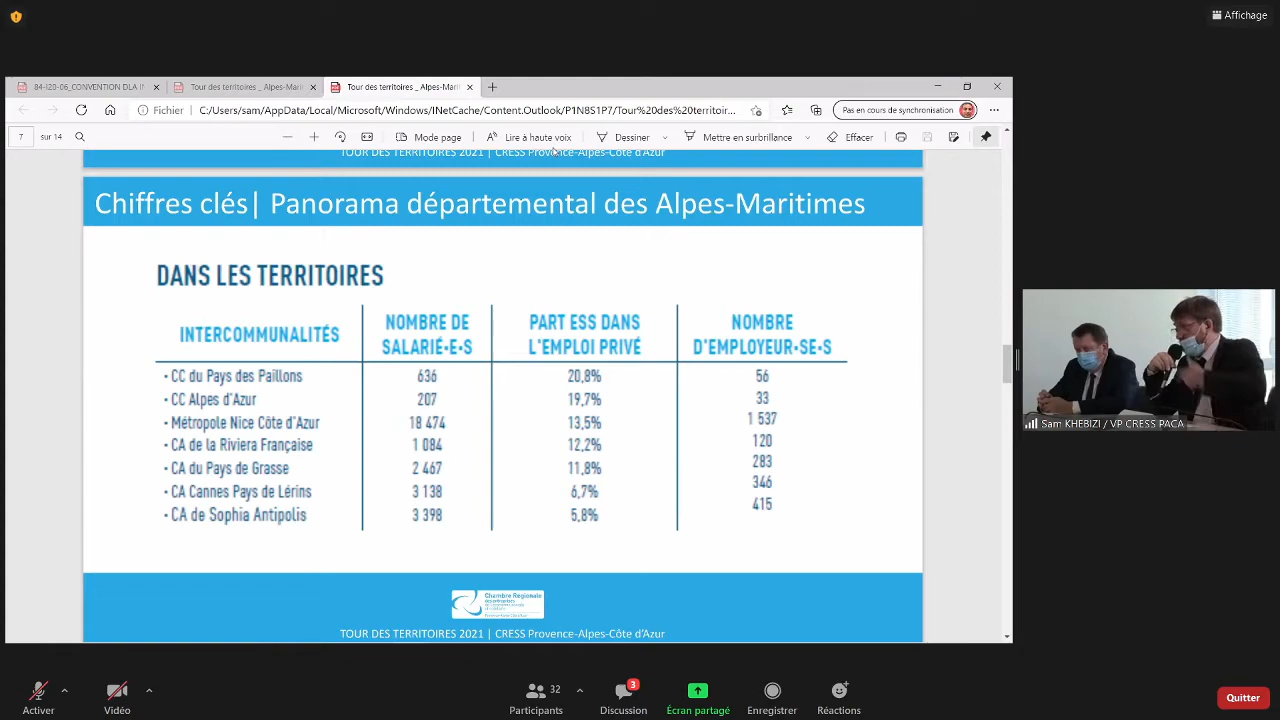 Affichage
84-I20-06_CONVENTION DLA
Tour des territoires _ Alpes-Mari
Tour des territoires _ Alpes-Mari
Fichier C:/Users/sam/AppData/Local/Microsoft/Windows/INetCache/Content.Outlook/P1N8S1P7/Tour%20des%20territoir... Pas en cours de synchronisation
7 sur 14 Mode page Lire à haute voix Dessiner Mettre en surbrillance Effacer
TOUR DES TERRITOIRES 2021 | CRESS Provence-Alpes-Côte d'Azur
Chiffres clés| Panorama départemental des Alpes-Maritimes
DANS LES TERRITOIRES
INTERCOMMUNALITÉS
NOMBRE DE
SALARIÉ·E·S
PART ESS DANS
L'EMPLOI PRIVÉ
NOMBRE
D'EMPLOYEUR·SE·S
• CC du Pays des Paillons 636 20,8% 56
• CC Alpes d'Azur 207 19,7% 33
• Métropole Nice Côte d'Azur 18 474 13,5% 1 537
• CA de la Riviera Française 1 084 12,2% 120
• CA du Pays de Grasse 2 467 11,8% 283
• CA Cannes Pays de Lérins 3 138 6,7% 346
• CA de Sophia Antipolis 3 398 5,8% 415
Chambre Régionale
TOUR DES TERRITOIRES 2021 | CRESS Provence-Alpes-Côte d'Azur
Sam KHEBIZI / VP CRESS PACA
Activer
Vidéo
32
Participants
3
Discussion
Écran partagé
Enregistrer
Réactions
Quitter